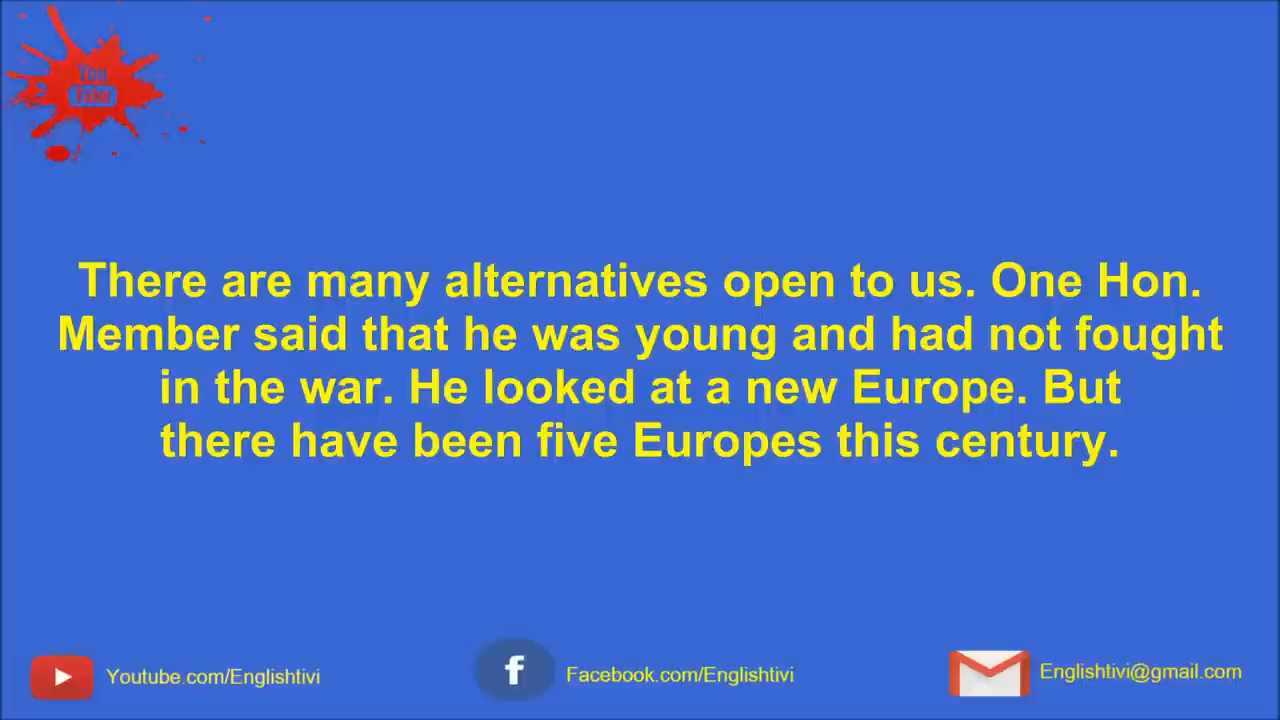 You
Tube
There are many alternatives open to us. One Hon.
Member said that he was young and had not fought
in the war. He looked at a new Europe. But
there have been five Europes this century.
Youtube.com/Englishtivi
f
Facebook.com/Englishtivi
Englishtivi@gmail.com